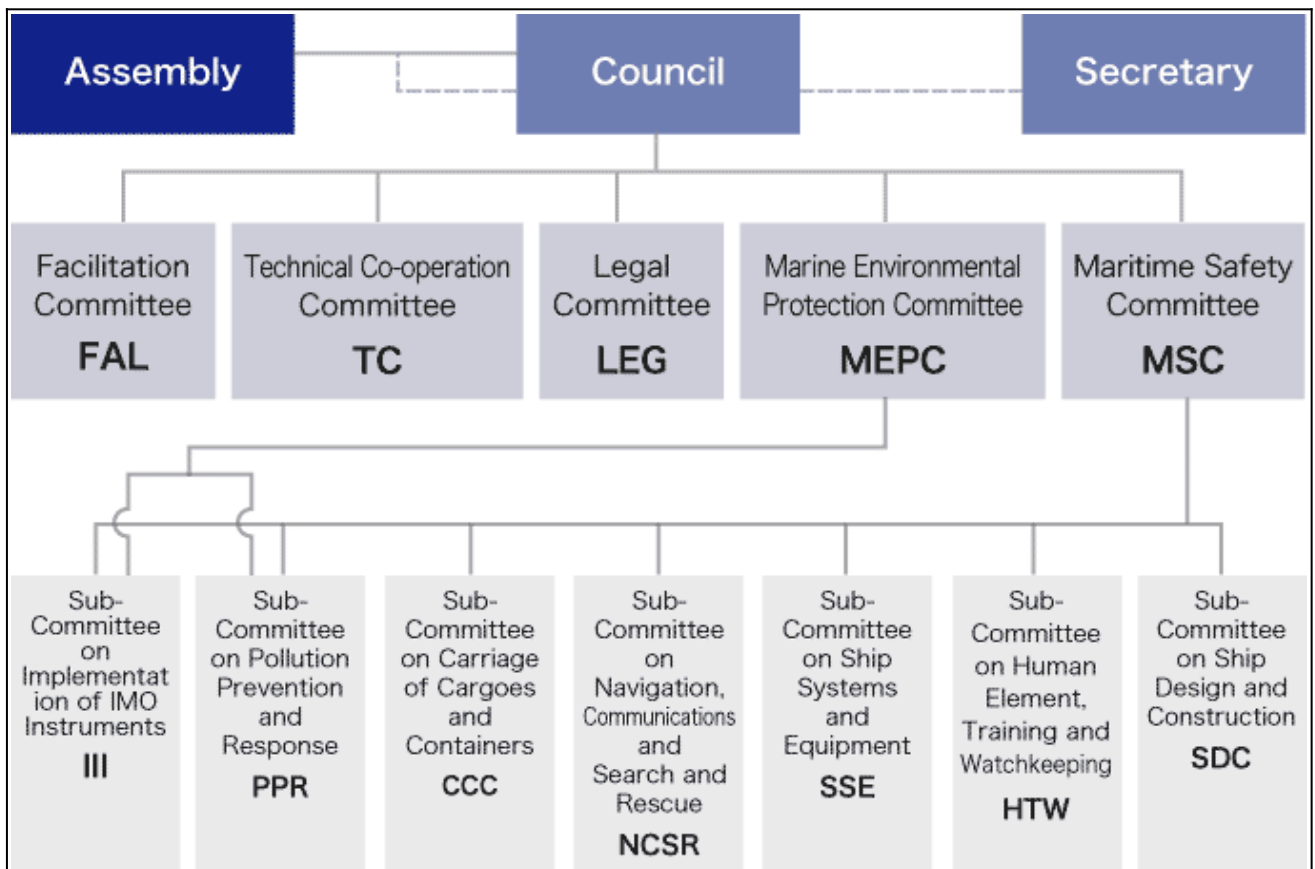 Assembly
Council
Secretary
Facilitation
Committee
FAL
Technical Co-operation
Committee
TC
Legal
Committee
LEG
Marine Environmental
Protection Committee
MEPC
Maritime Safety
Committee
MSC
Sub-
Committee
on
Implementat
ion of IMO
Instruments
III
Sub-
Committee
on Pollution
Prevention
and
Response
PPR
Sub-
Committee
on Carriage
of Cargoes
and
Containers
CCC
Sub-
Committee
on
Navigation,
Communications
and
Search and
Rescue
NCSR
Sub-
Committee
on Ship
Systems
and
Equipment
SSE
Sub-
Committee
on Human
Element,
Training and
Watchkeeping
HTW
Sub-
Committee
on Ship
Design and
Construction
SDC